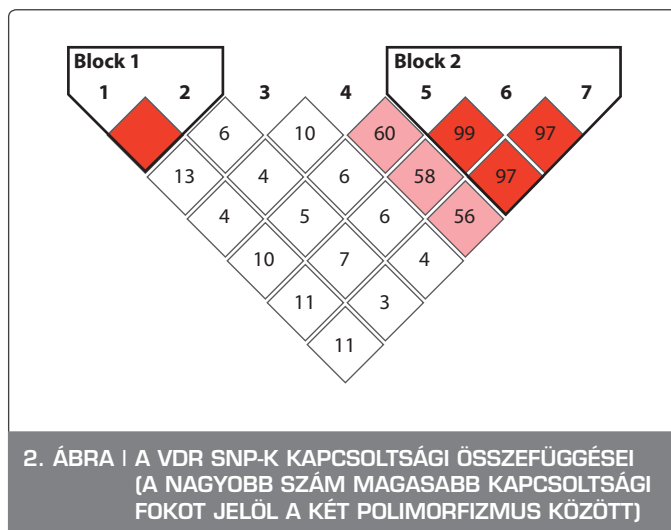 Block 1 Block 2
1 2 3 4 5 6 7
6 10 60 99 97
13 4 6 58 97
4 5 6 56
10 7 4
11 3
11
2. ÁBRA | A VDR SNP-K KAPCSOLTSÁGI ÖSSZEFÜGGÉSEI
(A NAGYOBB SZÁM MAGASABB KAPCSOLTSÁGI
FOKOT JELÖL A KÉT POLIMORFIZMUS KÖZÖTT)